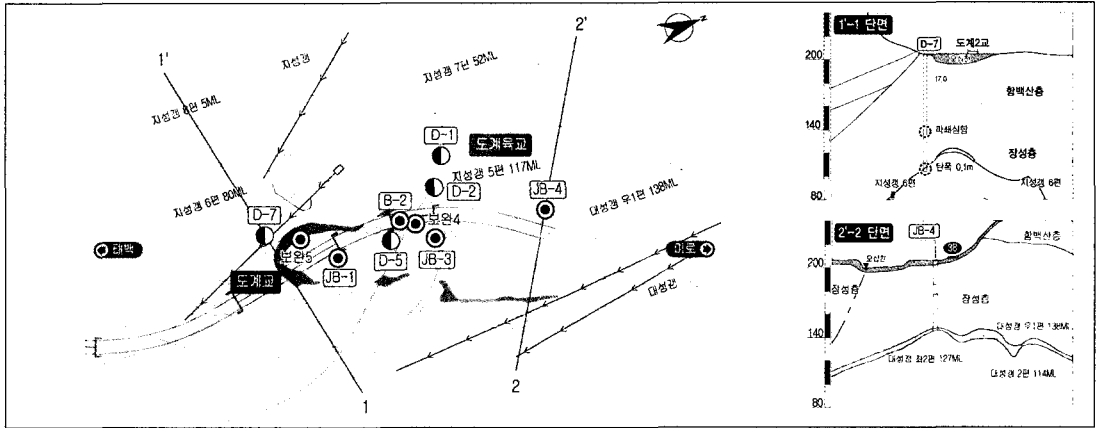 1'
2'
지성갱
지성갱 7난 52ML
지성갱 8편 5ML
D-1
도계육교
지성갱 5편 117ML
D-2
JB-4
지성갱 6편 80ML
B-2
보완4
대성갱 우1편 138ML
D-7
태백
보완5
미로
D-5
JB-3
JB-1
도계교
대성갱
1
2
1'-1 단면
D-7
도계2교
200
17.0
함백산층
140
파쇄심함
장성층
단폭 0.1m
지성갱 6편
지성갱 6편
80
2'-2 단면
JB-4
38
함백산층
오십천
200
장성층
장성층
140
대성갱 우1편 138ML
대성갱 좌2편 127ML
대성갱 2편 114ML
80